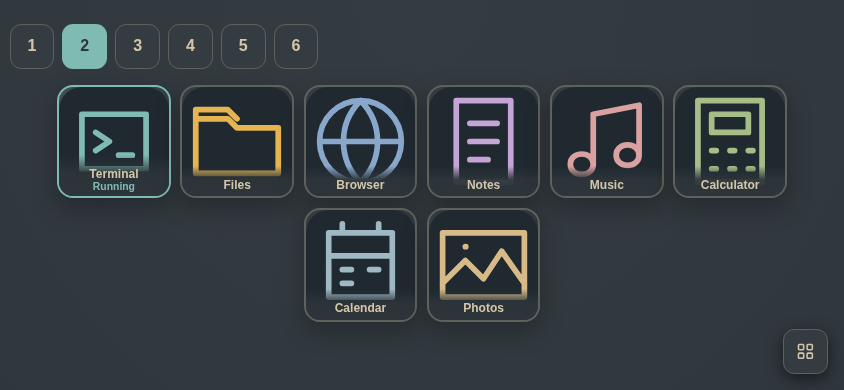 1 2 3 4 5 6
Terminal
Running
Files
Browser
Notes
Music
Calculator
Calendar
Photos